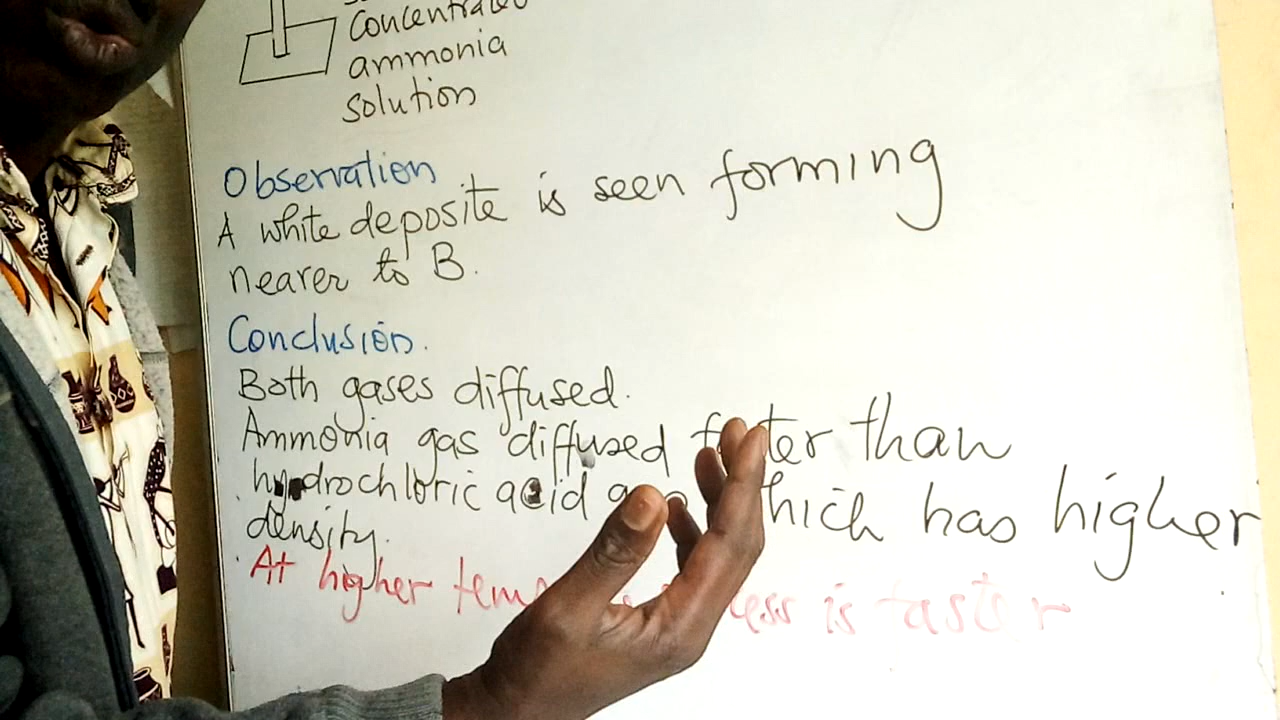 Concentrated
ammonia
solution
Observation
A white deposite is seen forming
nearer to B.
Conclusion.
Both gases diffused.
Ammonia gas diffused than
hydrochloric acid has higher
density.
At higher is faster